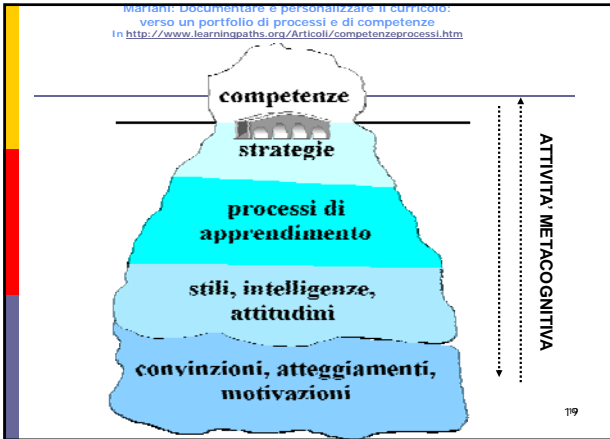 Mariani: Documentare e personalizzare il curricolo:
verso un portfolio di processi e di competenze
In http://www.learningpaths.org/Articoli/competenzeprocessi.htm
competenze
strategie
processi di
apprendimento
stili, intelligenze,
attitudini
convinzioni, atteggiamenti,
motivazioni
ATTIVITA' METACOGNITIVA